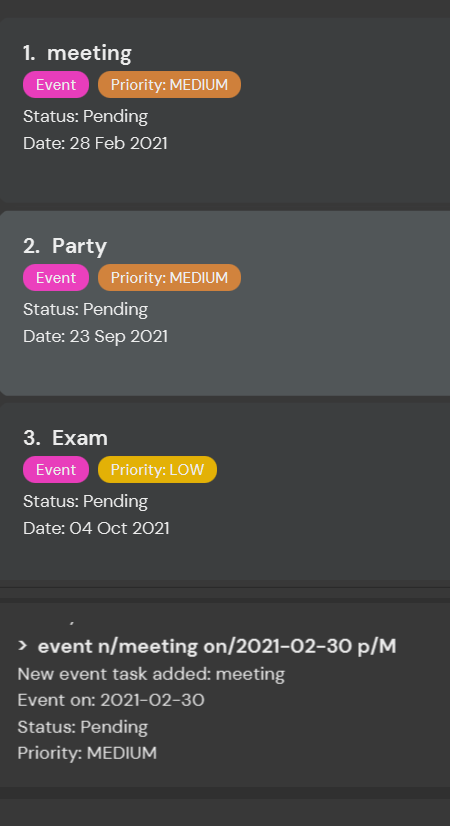 1. meeting
Event Priority: MEDIUM
Status: Pending
Date: 28 Feb 2021
2. Party
Event Priority: MEDIUM
Status: Pending
Date: 23 Sep 2021
3. Exam
Event Priority: LOW
Status: Pending
Date: 04 Oct 2021
> event n/meeting on/2021-02-30 p/M
New event task added: meeting
Event on: 2021-02-30
Status: Pending
Priority: MEDIUM